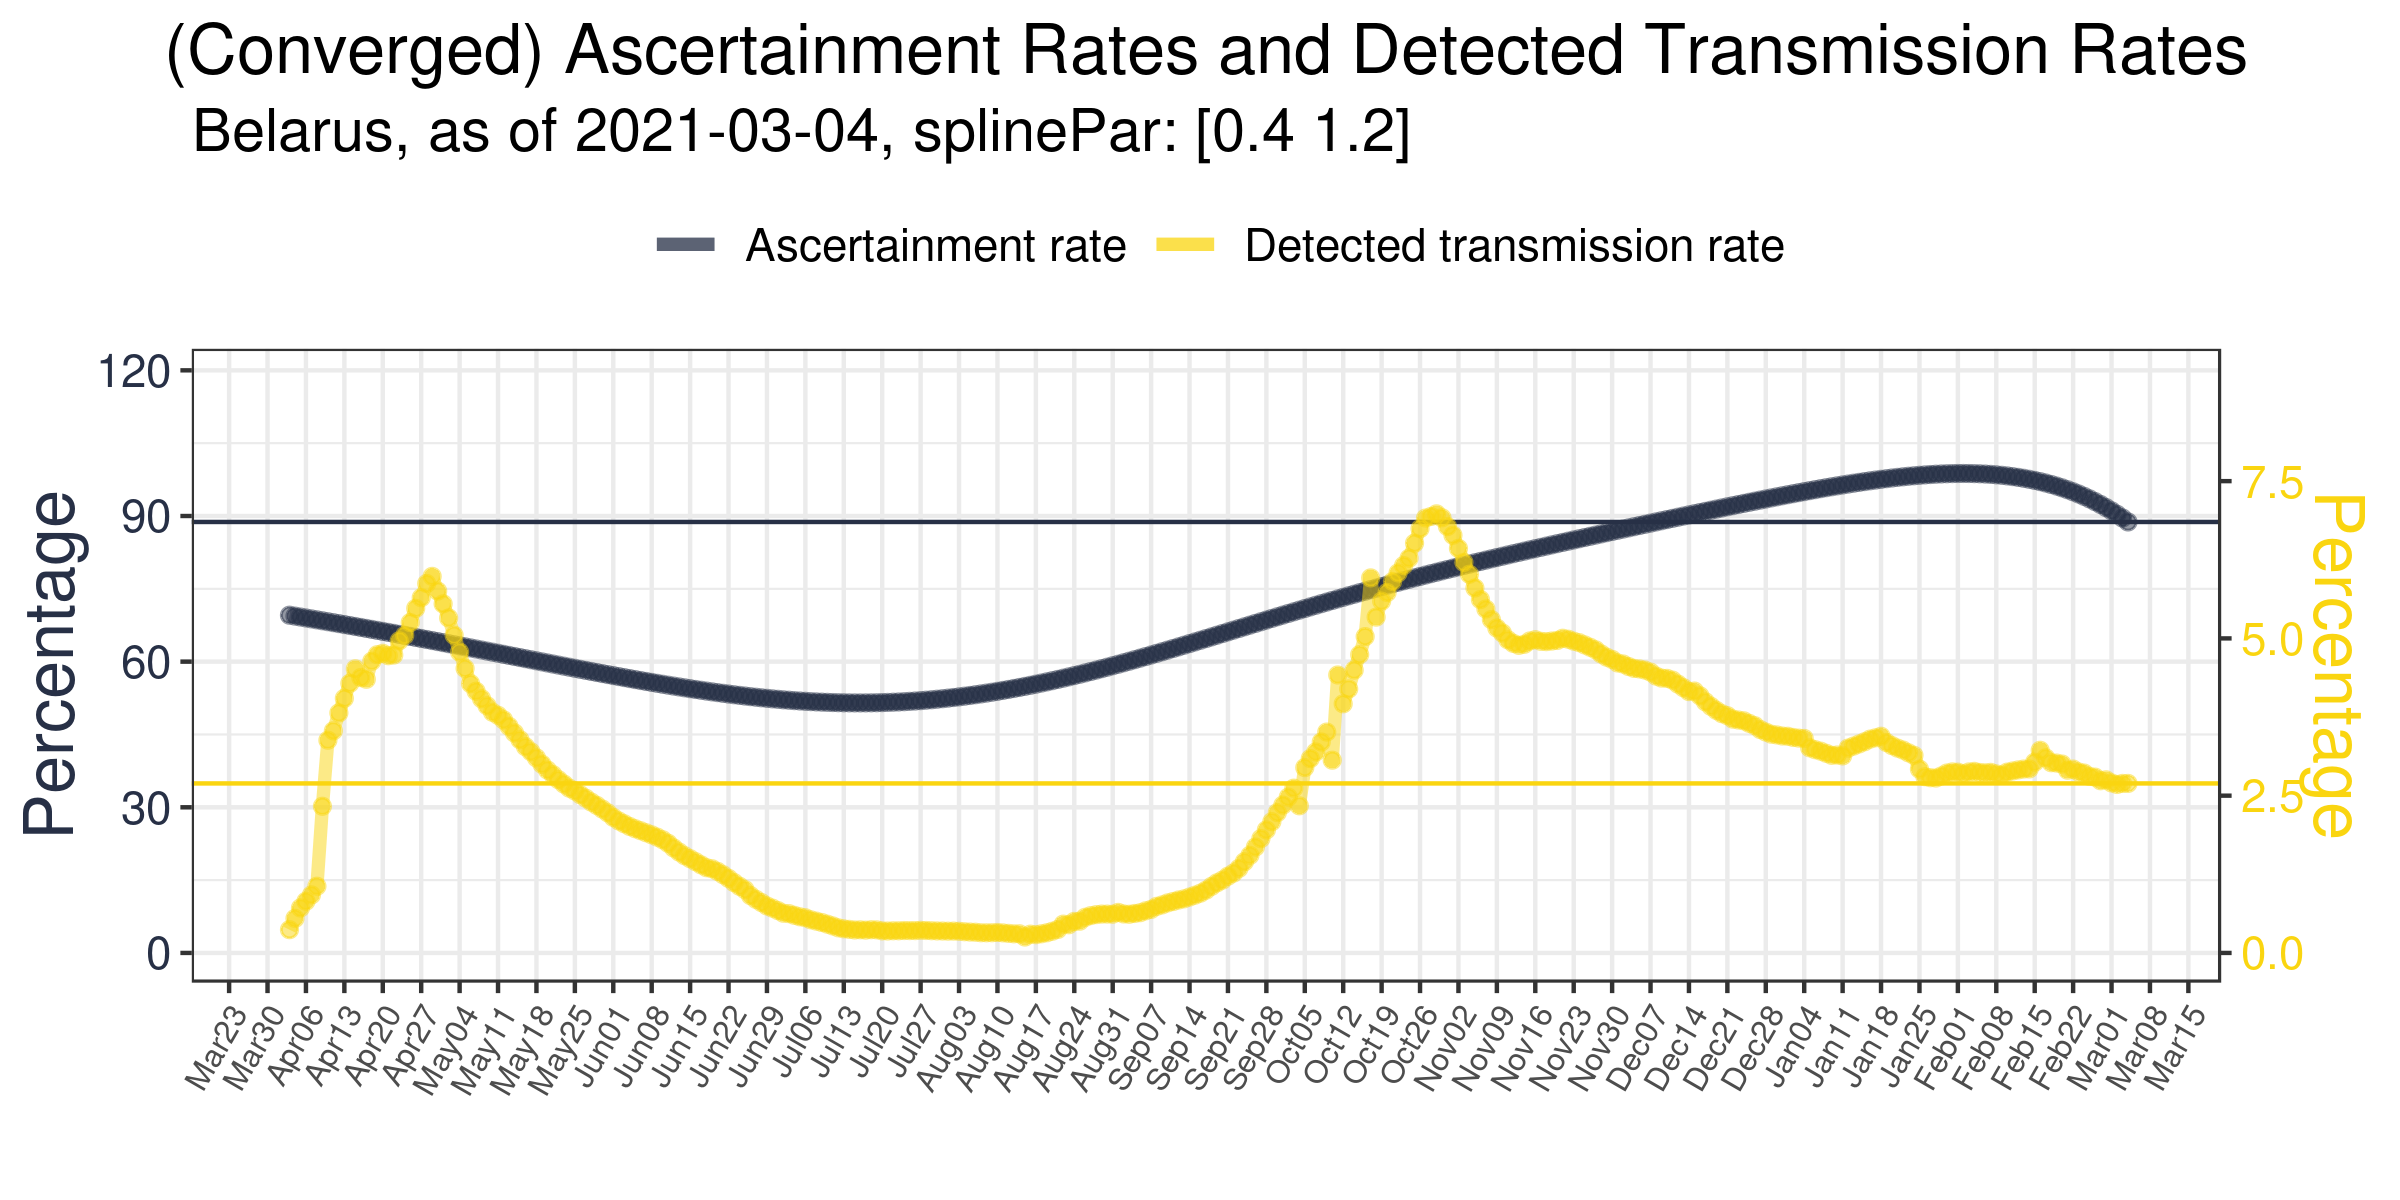 (Converged) Ascertainment Rates and Detected Transmission Rates
Belarus, as of 2021-03-04, splinePar: [0.4 1.2]
Ascertainment rate Detected transmission rate
Percentage
120
90
60
30
0
7.5
5.0
2.5
0.0
Percentage
Mar23 Mar30 Apr06 Apr13 Apr20 Apr27 May04 May11 May18 May25 Jun01 Jun08 Jun15 Jun22 Jun29 Jul06 Jul13 Jul20 Jul27 Aug03 Aug10 Aug17 Aug24 Aug31 Sep07 Sep14 Sep21 Sep28 Oct05 Oct12 Oct19 Oct26 Nov02 Nov09 Nov16 Nov23 Nov30 Dec07 Dec14 Dec21 Dec28 Jan04 Jan11 Jan18 Jan25 Feb01 Feb08 Feb15 Feb22 Mar01 Mar08 Mar15